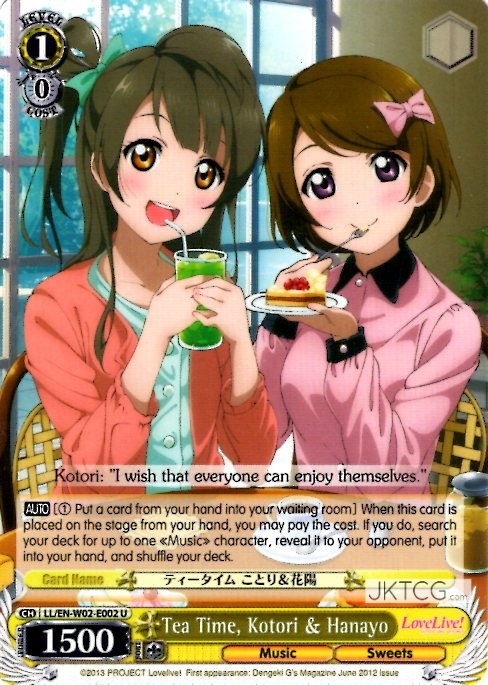 LEVEL
1
0
COST
Kotori: "I wish that everyone can enjoy themselves."
AUTO [① Put a card from your hand into your waiting room] When this card is
placed on the stage from your hand, you may pay the cost. If you do, search
your deck for up to one «Music» character, reveal it to your opponent, put it
into your hand, and shuffle your deck.
Card Name ティータイム ことり&花陽
JKTCG.com
CH LL/EN-W02-E002 U
POWER 1500 SOUL Tea Time, Kotori & Hanayo LoveLive!
Music Sweets
©2013 PROJECT Lovelive! First appearance: Dengeki G's Magazine June 2012 Issue